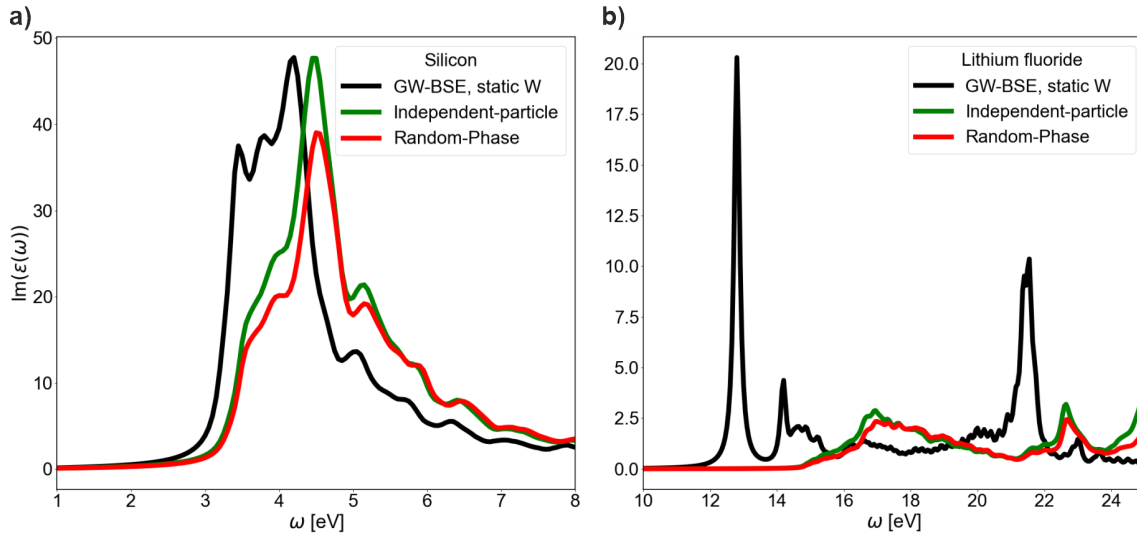 a)
Silicon
GW-BSE, static W
Independent-particle
Random-Phase
50
40
30
20
10
0
Im(ε(ω))
1 2 3 4 5 6 7 8
ω [eV]
b)
Lithium fluoride
GW-BSE, static W
Independent-particle
Random-Phase
20.0
17.5
15.0
12.5
10.0
7.5
5.0
2.5
0.0
10 12 14 16 18 20 22 24
ω [eV]